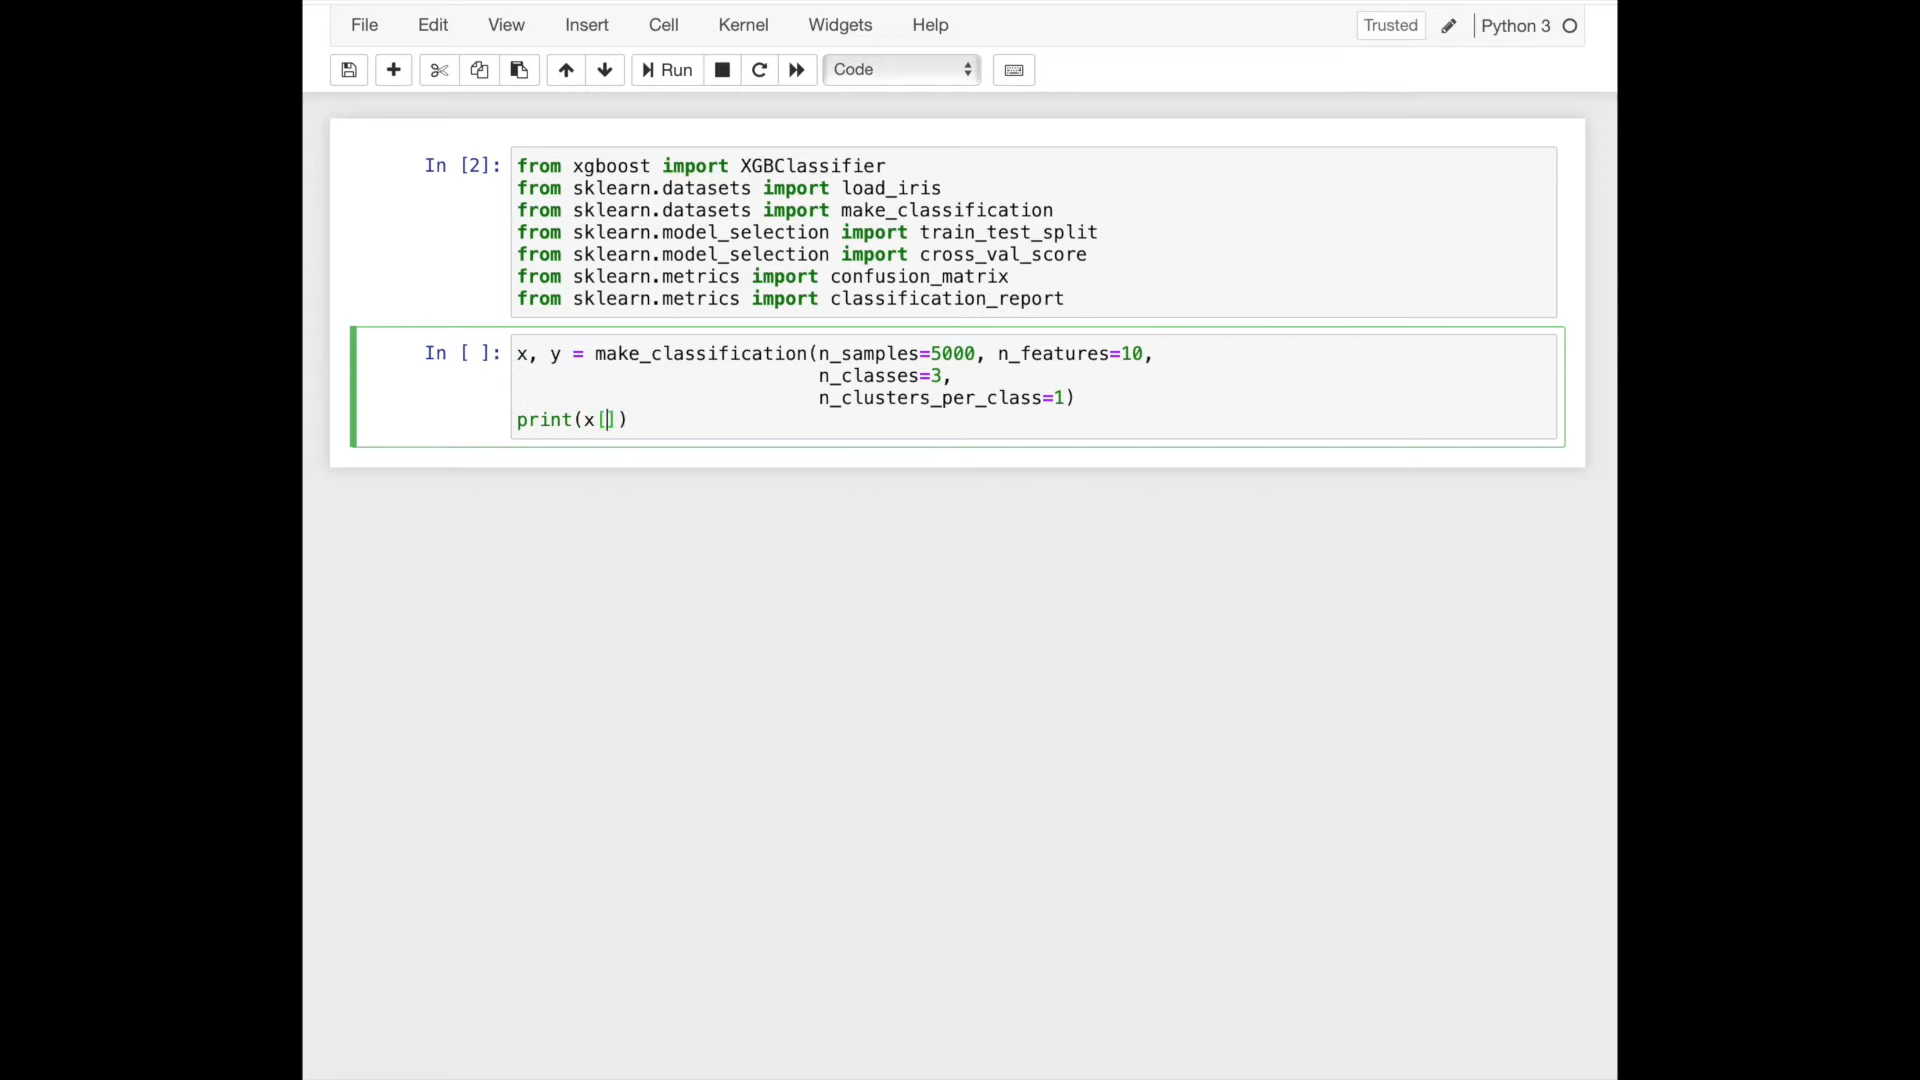 File Edit View Insert Cell Kernel Widgets Help Trusted Python 3
Run Code
In [2]: from xgboost import XGBClassifier
from sklearn.datasets import load_iris
from sklearn.datasets import make_classification
from sklearn.model_selection import train_test_split
from sklearn.model_selection import cross_val_score
from sklearn.metrics import confusion_matrix
from sklearn.metrics import classification_report
In [ ]: x, y = make_classification(n_samples=5000, n_features=10,
n_classes=3,
n_clusters_per_class=1)
print(x[])